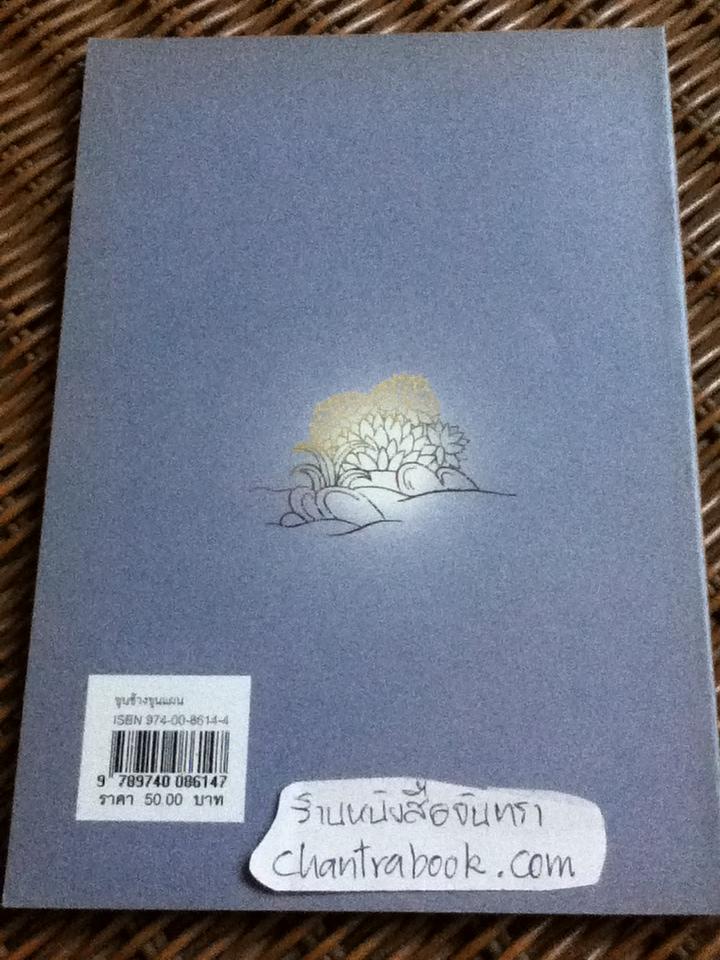 ขุนช้างขุนแผน
ISBN 974-00-8614-4
9 789740 086147
ราคา 50.00 บาท
ร้านหนังสือจันทรา
chantrabook.com